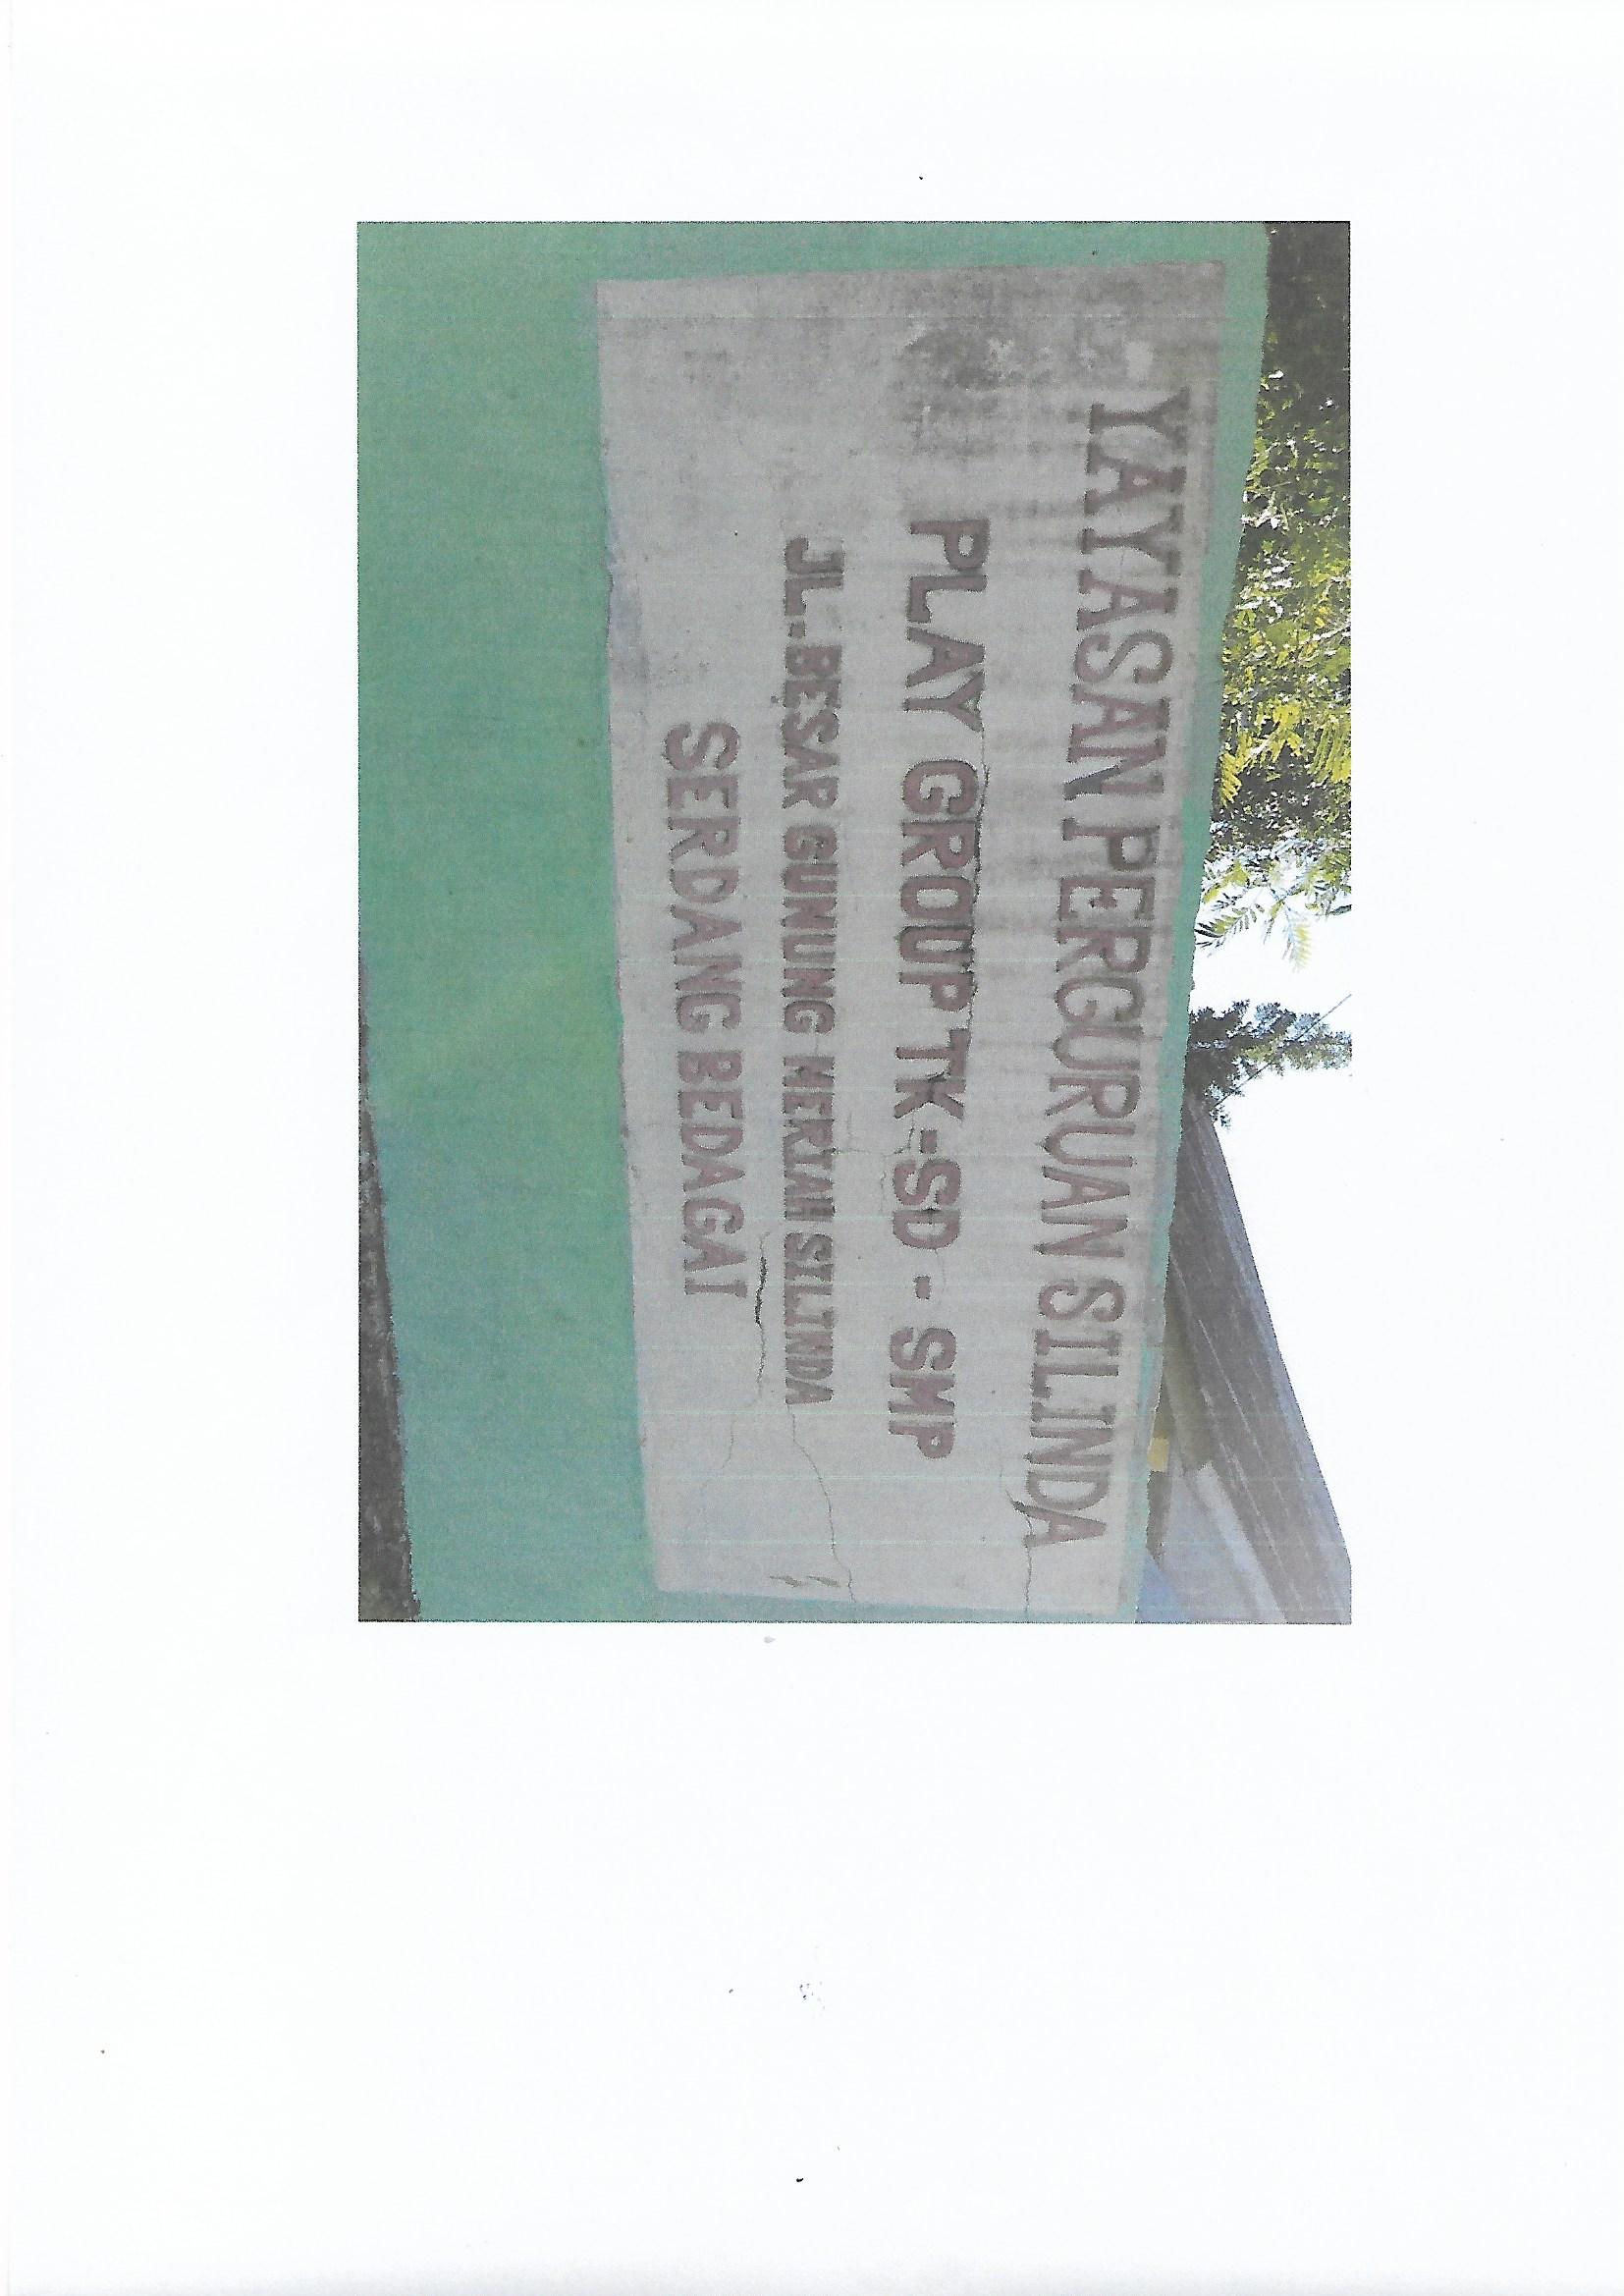 YAYASAN PERGURUAN SILINDA
PLAY GROUP TK -SD - SMP
JL.BESAR GUNUNG MERIAH SILINDA
SERDANG BEDAGAI